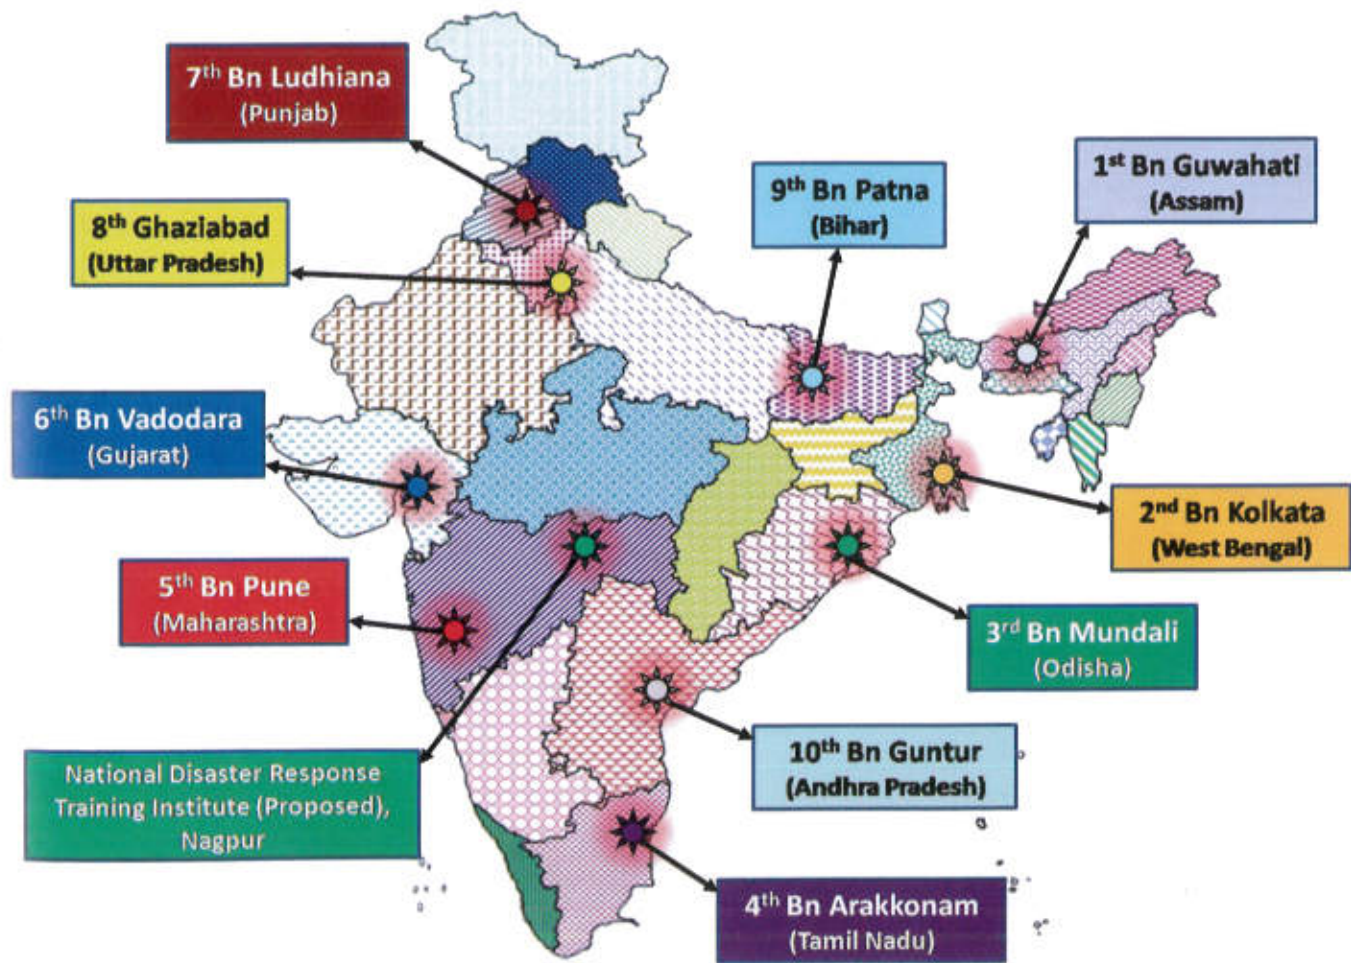 7th Bn Ludhiana
(Punjab)
8th Ghaziabad
(Uttar Pradesh)
9th Bn Patna
(Bihar)
1st Bn Guwahati
(Assam)
6th Bn Vadodara
(Gujarat)
2nd Bn Kolkata
(West Bengal)
5th Bn Pune
(Maharashtra)
3rd Bn Mundali
(Odisha)
National Disaster Response
Training Institute (Proposed),
Nagpur
10th Bn Guntur
(Andhra Pradesh)
4th Bn Arakkonam
(Tamil Nadu)